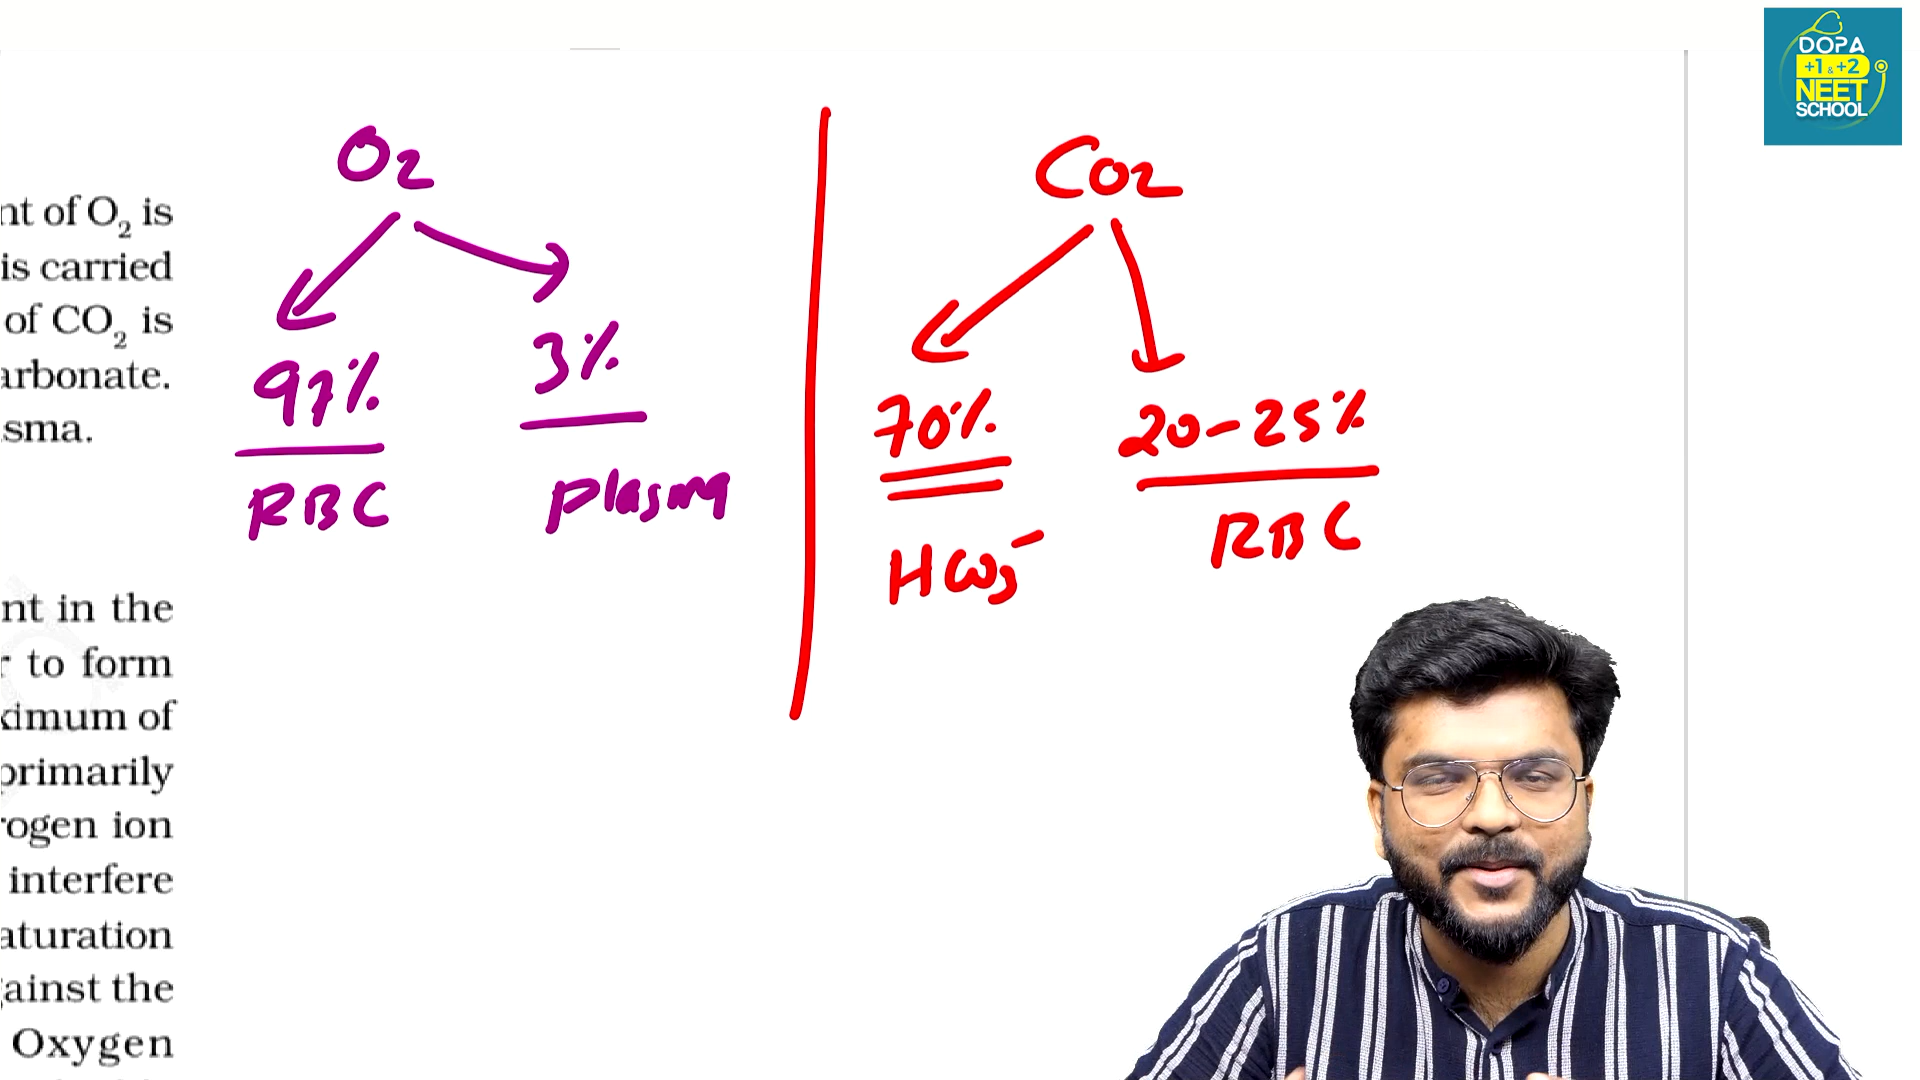 DOPA
+1 & +2
NEET
SCHOOL
nt of O₂ is
is carried
of CO₂ is
arbonate.
sma.
nt in the
r to form
ximum of
primarily
rogen ion
interfere
aturation
ainst the
Oxygen
O2
97%
RBC
3%
plasma
CO2
70%
HCO3⁻
20-25%
RBC